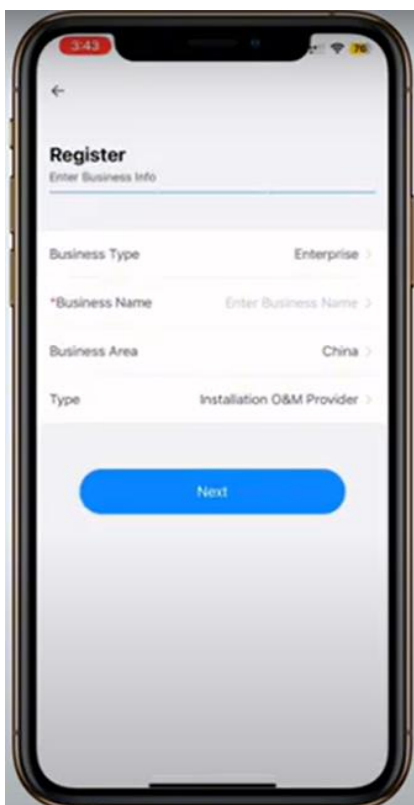 3:43
76
Register
Enter Business Info
Business Type Enterprise
*Business Name Enter Business Name
Business Area China
Type Installation O&M Provider
Next